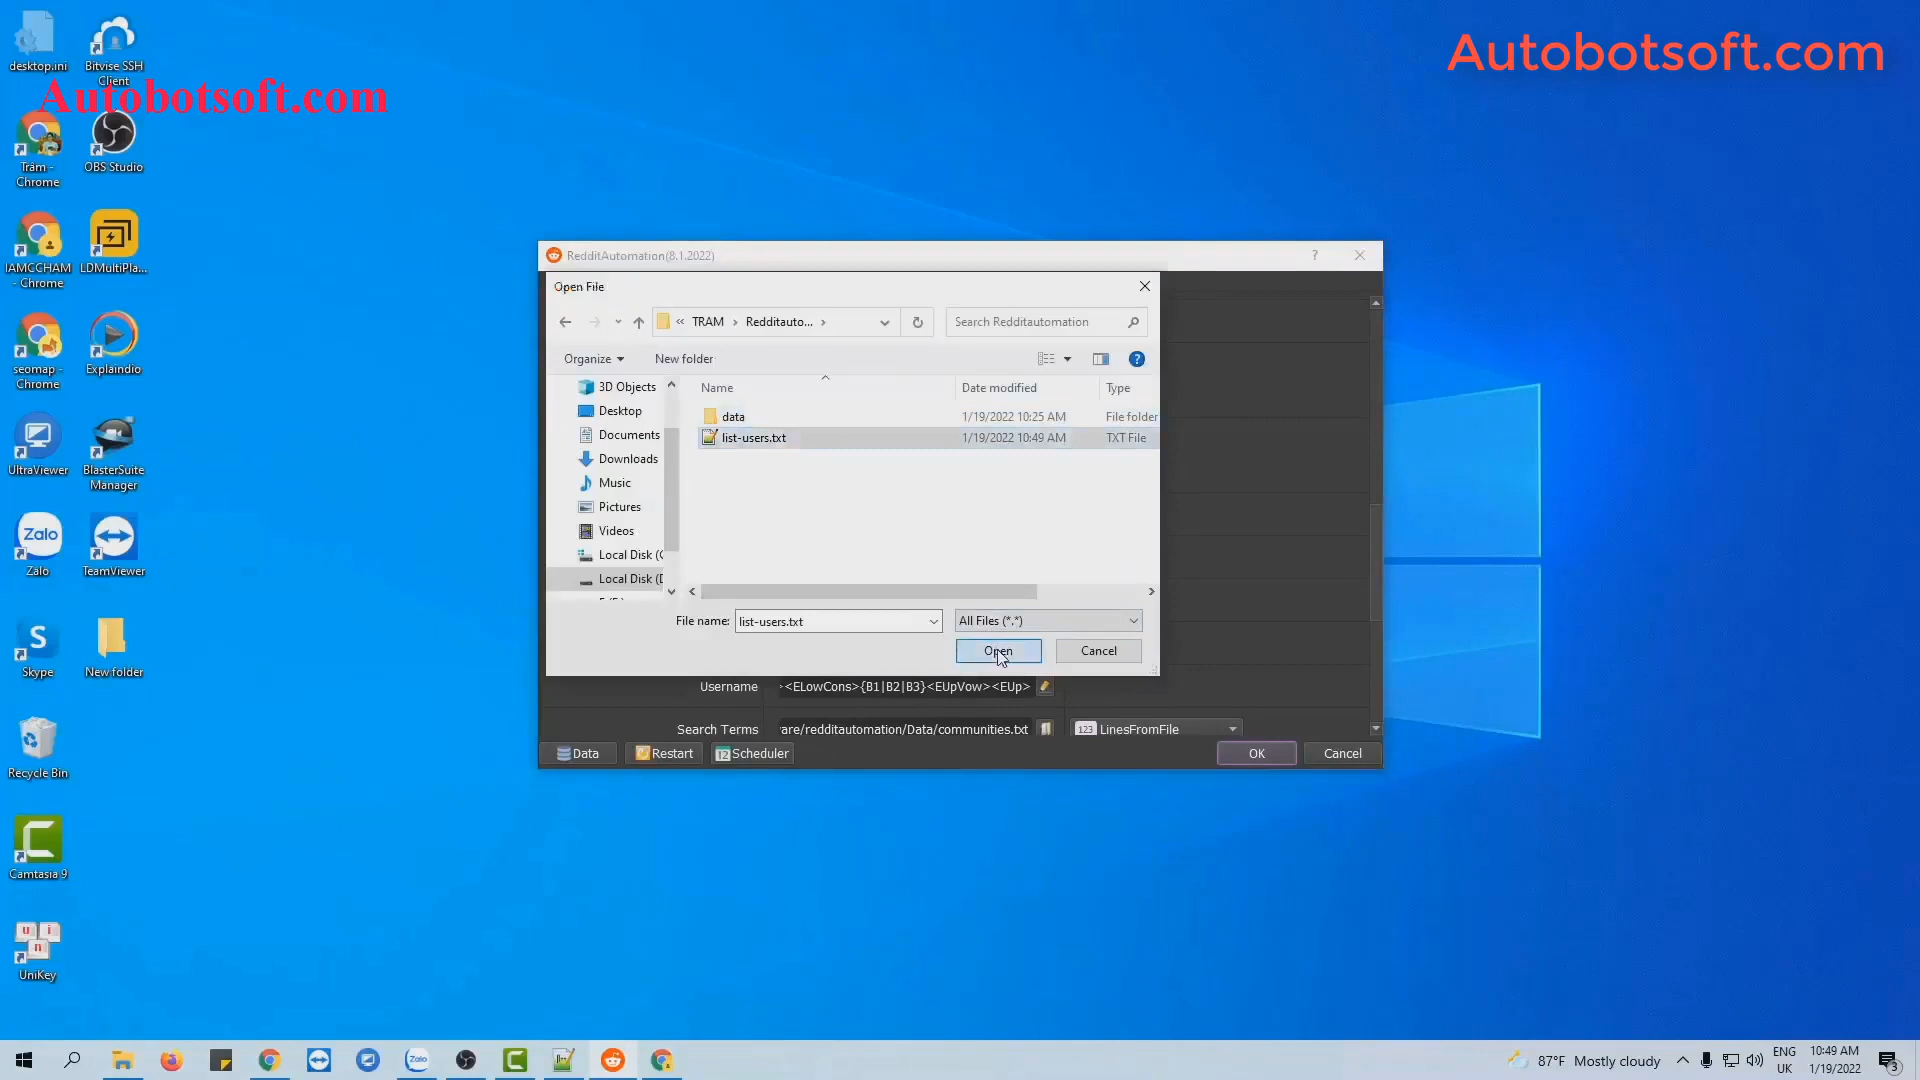 Autobotsoft.com
Autobotsoft.com
desktop.ini
Bitvise SSH
Client
Trâm -
Chrome
OBS Studio
IAMCCHAM
- Chrome
LDMultiPla...
seomap -
Chrome
Explaindio
UltraViewer
BlasterSuite
Manager
Zalo
Zalo
TeamViewer
S
Skype
New folder
Recycle Bin
Camtasia 9
u i
n
UniKey
RedditAutomation(8.1.2022)
?
Open File
« TRAM › Redditauto... ›
Search Redditautomation
Organize
New folder
?
3D Objects
Desktop
Documents
Downloads
Music
Pictures
Videos
Local Disk (C
Local Disk (D
Name
Date modified
Type
data
1/19/2022 10:25 AM
File folder
list-users.txt
1/19/2022 10:49 AM
TXT File
File name:
list-users.txt
All Files (*.*)
Open
Cancel
Username
><ELowCons>{B1|B2|B3}<EUpVow><EUp>
Search Terms
are/redditautomation/Data/communities.txt
123 LinesFromFile
Data
Restart
12 Scheduler
OK
Cancel
Zalo
87°F Mostly cloudy
ENG
UK
10:49 AM
1/19/2022
3